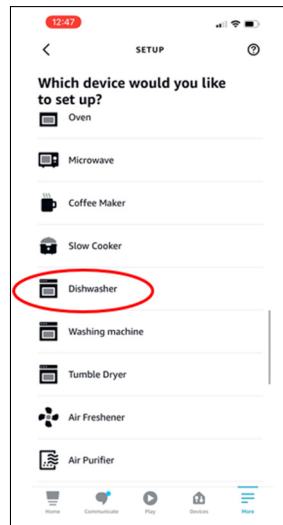 12:47
SETUP
Which device would you like
to set up?
Oven
Microwave
Coffee Maker
Slow Cooker
Dishwasher
Washing machine
Tumble Dryer
Air Freshener
Air Purifier
Home Communicate Play Devices More